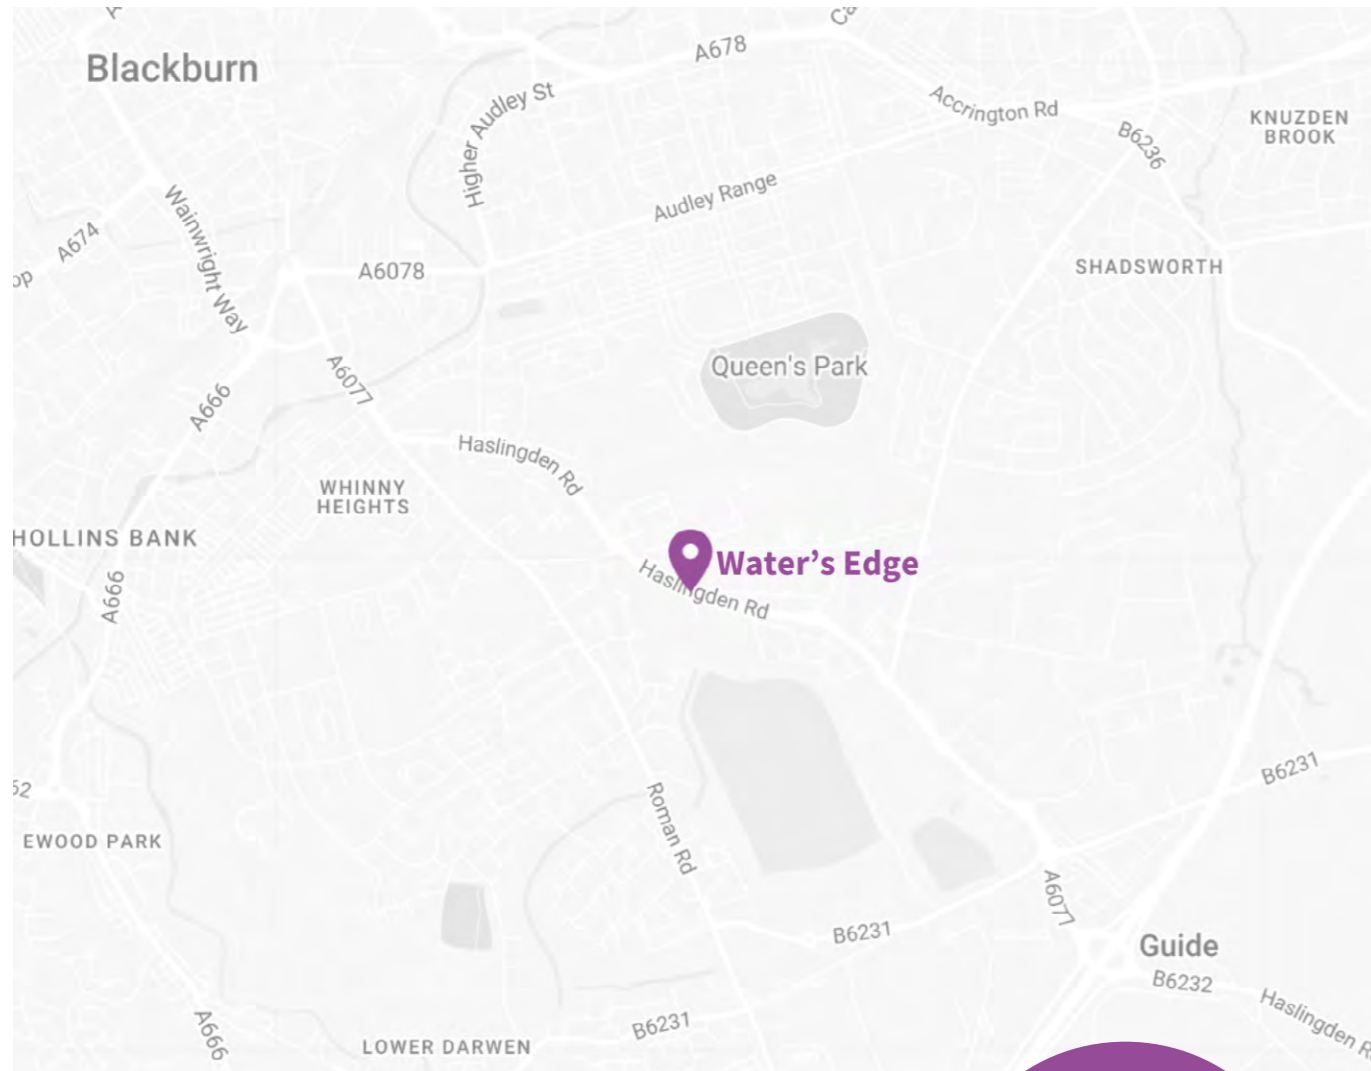 A678
Blackburn
Higher Audley St
Accrington Rd
KNUZDEN
BROOK
B6236
Audley Range
Wainwright Way
A674
A6078
SHADSWORTH
Queen's Park
A6077
A666
Haslingden Rd
WHINNY
HEIGHTS
HOLLINS BANK
Water’s Edge
Haslingden Rd
A666
B6231
Roman Rd
EWOOD PARK
A6077
B6231
Guide
B6232
Haslingden
B6231
A666
LOWER DARWEN